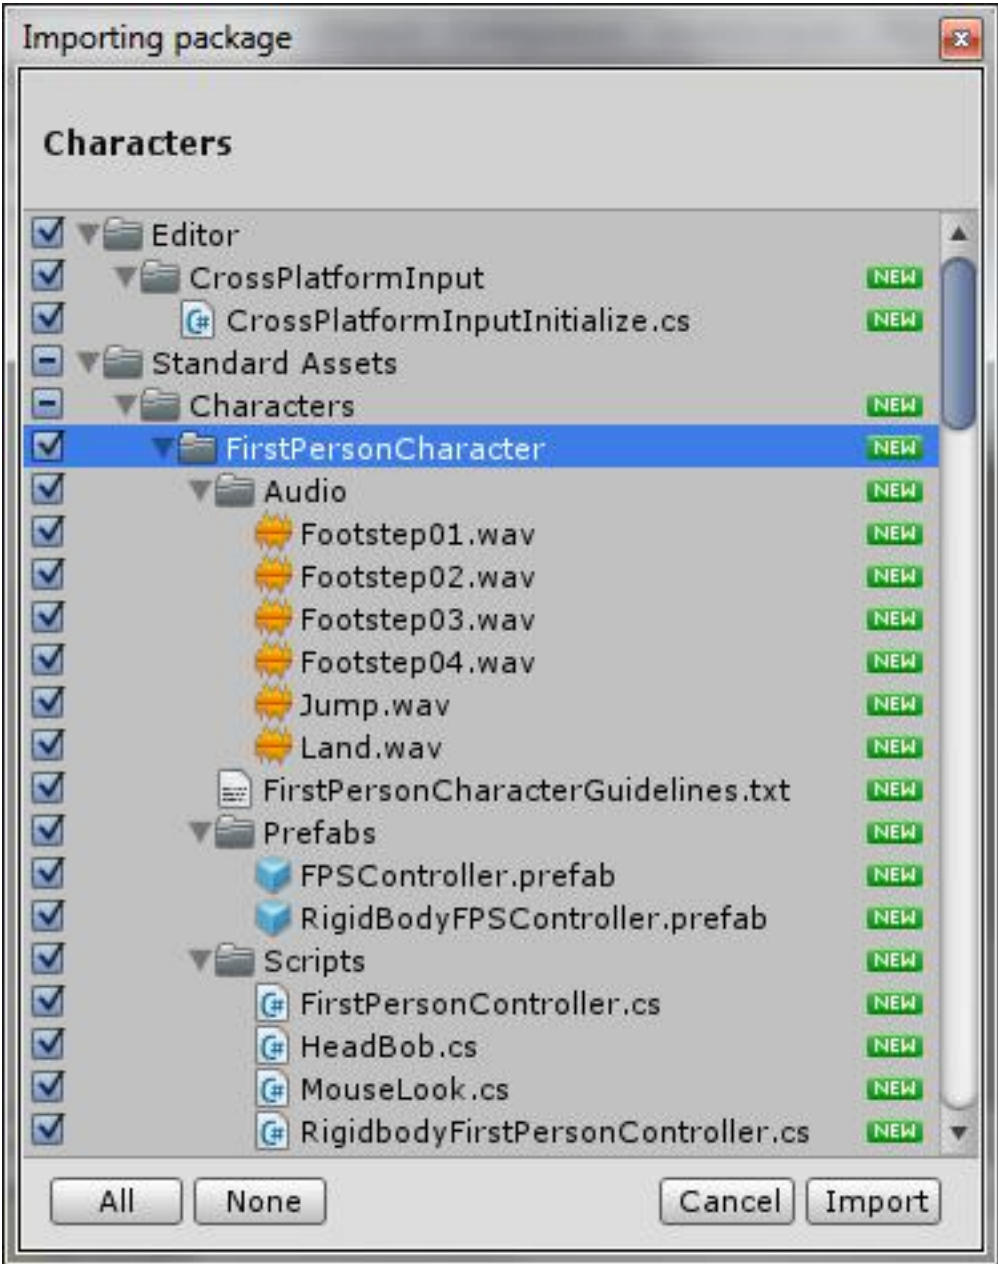 Importing package
Characters
Editor
CrossPlatformInput NEW
C# CrossPlatformInputInitialize.cs NEW
Standard Assets
Characters NEW
FirstPersonCharacter NEW
Audio NEW
Footstep01.wav NEW
Footstep02.wav NEW
Footstep03.wav NEW
Footstep04.wav NEW
Jump.wav NEW
Land.wav NEW
FirstPersonCharacterGuidelines.txt NEW
Prefabs NEW
FPSController.prefab NEW
RigidBodyFPSController.prefab NEW
Scripts NEW
C# FirstPersonController.cs NEW
C# HeadBob.cs NEW
C# MouseLook.cs NEW
C# RigidbodyFirstPersonController.cs NEW
All None Cancel Import